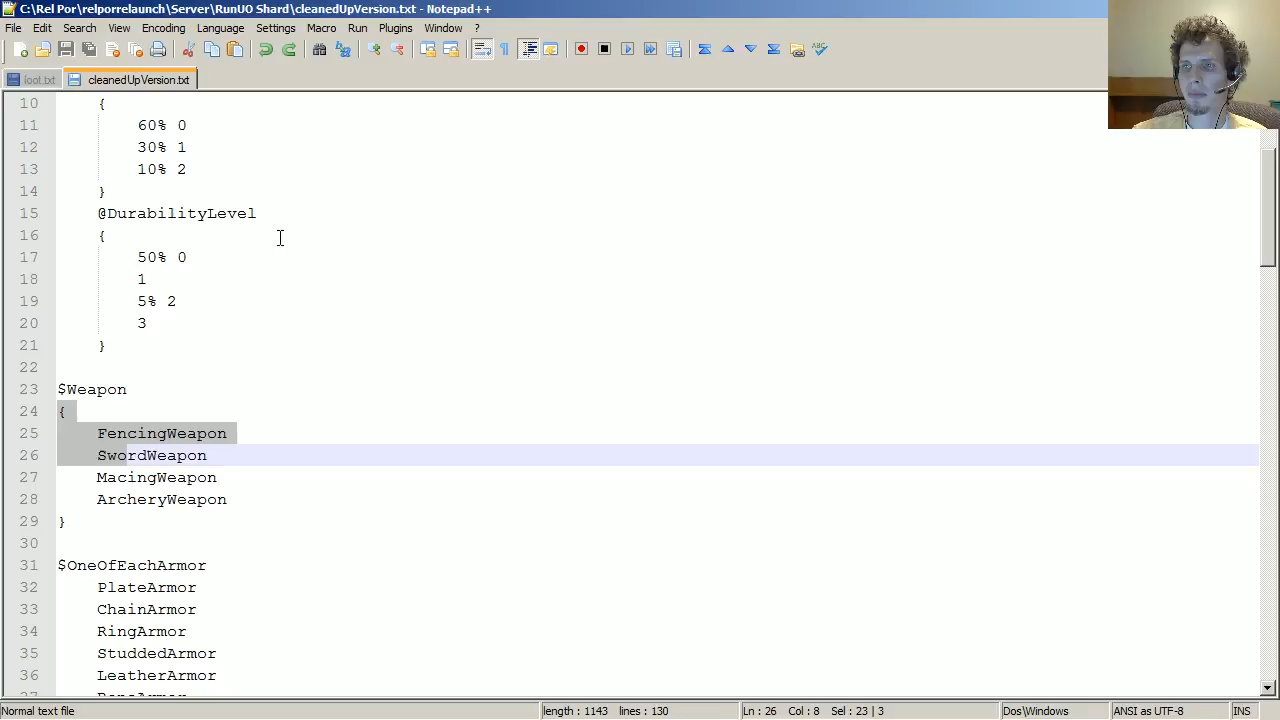 C:\Rel Por\relporrelaunch\Server\RunUO Shard\cleanedUpVersion.txt - Notepad++
File Edit Search View Encoding Language Settings Macro Run Plugins Window ?
loot.txt cleanedUpVersion.txt
10 {
11 60% 0
12 30% 1
13 10% 2
14 }
15 @DurabilityLevel
16 {
17 50% 0
18 1
19 5% 2
20 3
21 }
22
23 $Weapon
24 {
25 FencingWeapon
26 SwordWeapon
27 MacingWeapon
28 ArcheryWeapon
29 }
30
31 $OneOfEachArmor
32 PlateArmor
33 ChainArmor
34 RingArmor
35 StuddedArmor
36 LeatherArmor
37 BoneArmor
Normal text file length : 1143 lines : 130 Ln : 26 Col : 8 Sel : 23 | 3 Dos\Windows ANSI as UTF-8 INS